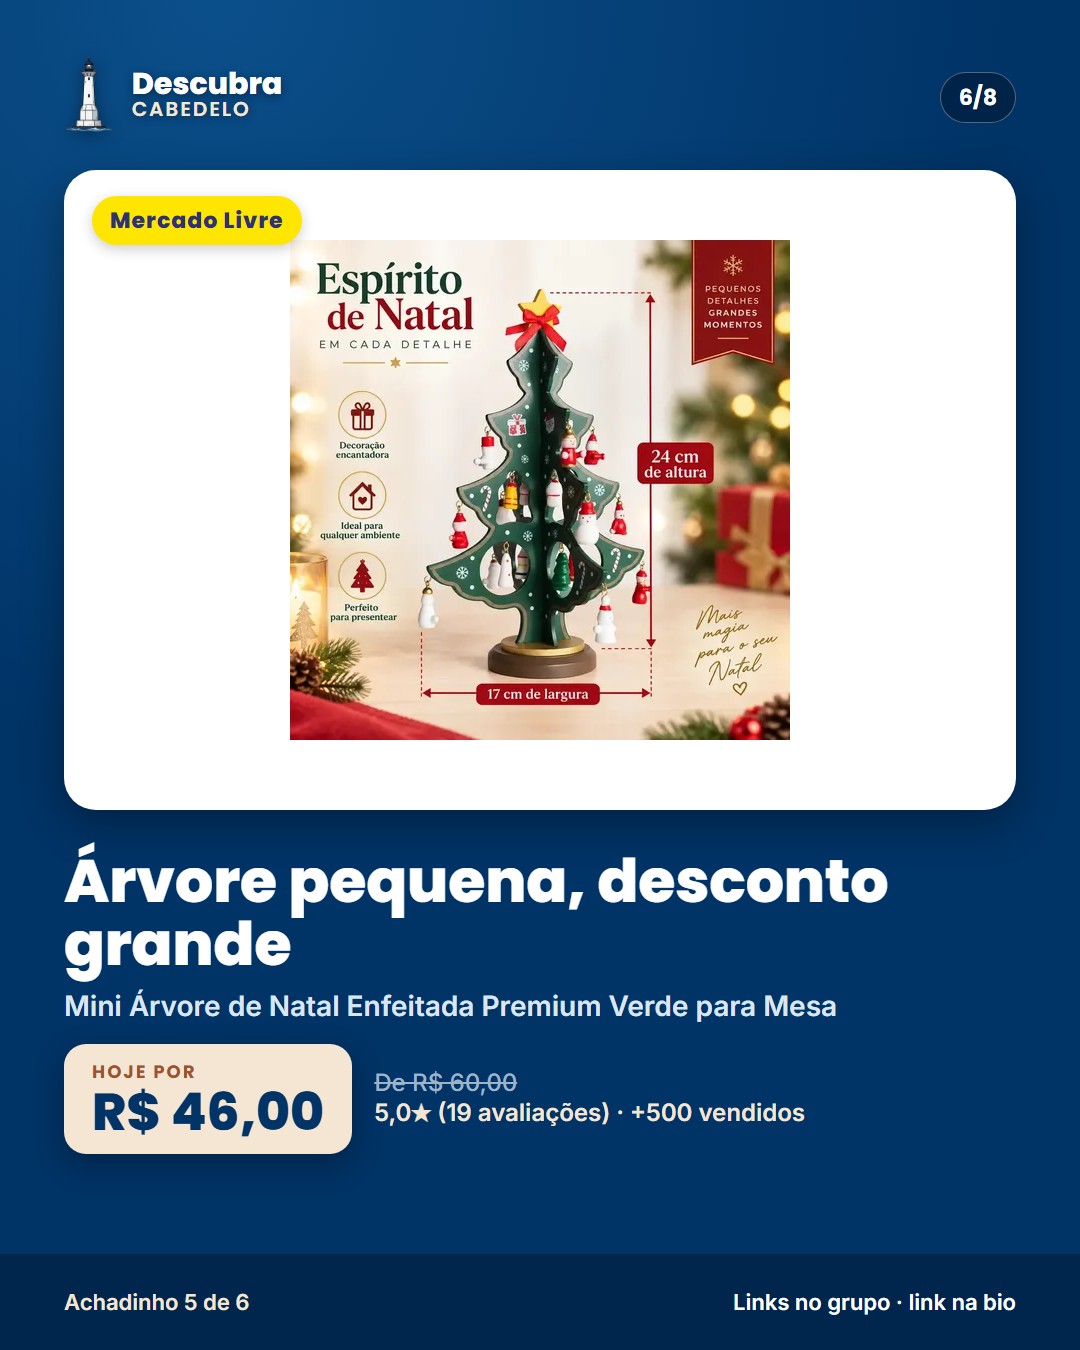 Descubra
CABEDELO
6/8
Mercado Livre
Espírito
de Natal
EM CADA DETALHE
PEQUENOS
DETALHES
GRANDES
MOMENTOS
Decoração
encantadora
Ideal para
qualquer ambiente
Perfeito
para presentear
24 cm
de altura
17 cm de largura
Mais
magia
para o seu
Natal
Árvore pequena, desconto
grande
Mini Árvore de Natal Enfeitada Premium Verde para Mesa
HOJE POR
R$ 46,00
De R$ 60,00
5,0★ (19 avaliações) · +500 vendidos
Achadinho 5 de 6
Links no grupo · link na bio